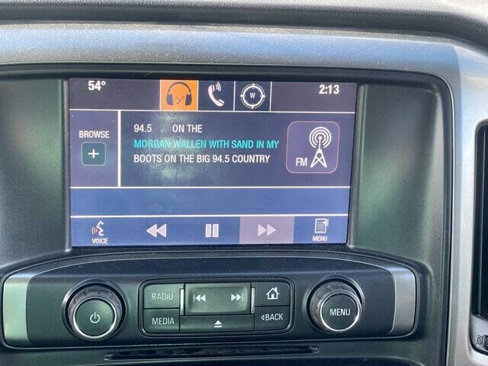 54° W 2:13
BROWSE
94.5 ON THE
MORGAN WALLEN WITH SAND IN MY
BOOTS ON THE BIG 94.5 COUNTRY
FM
VOICE MENU
RADIO
MEDIA BACK MENU